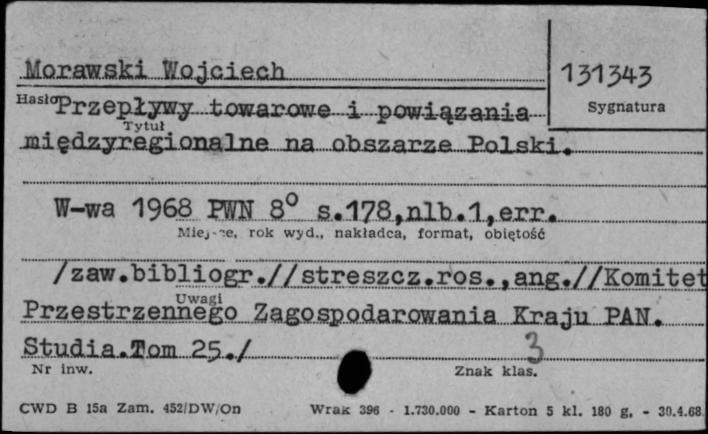 Morawski Wojciech
131343
Hasło
Sygnatura
Przepływy towarowe i powiązania
Tytuł
międzyregionalne na obszarze Polski.
W-wa 1968 PWN 8° s.178,nlb.1,err.
Miejsce, rok wyd., nakładca, format, objętość
/zaw.bibliogr.//streszcz.ros.,ang.//Komitet
Uwagi
Przestrzennego Zagospodarowania Kraju PAN.
Studia.Tom 25./
3
Nr inw.
Znak klas.
CWD B 15a Zam. 452/DW/On Wrak 396 - 1.730.000 - Karton 5 kl. 180 g. - 30.4.68